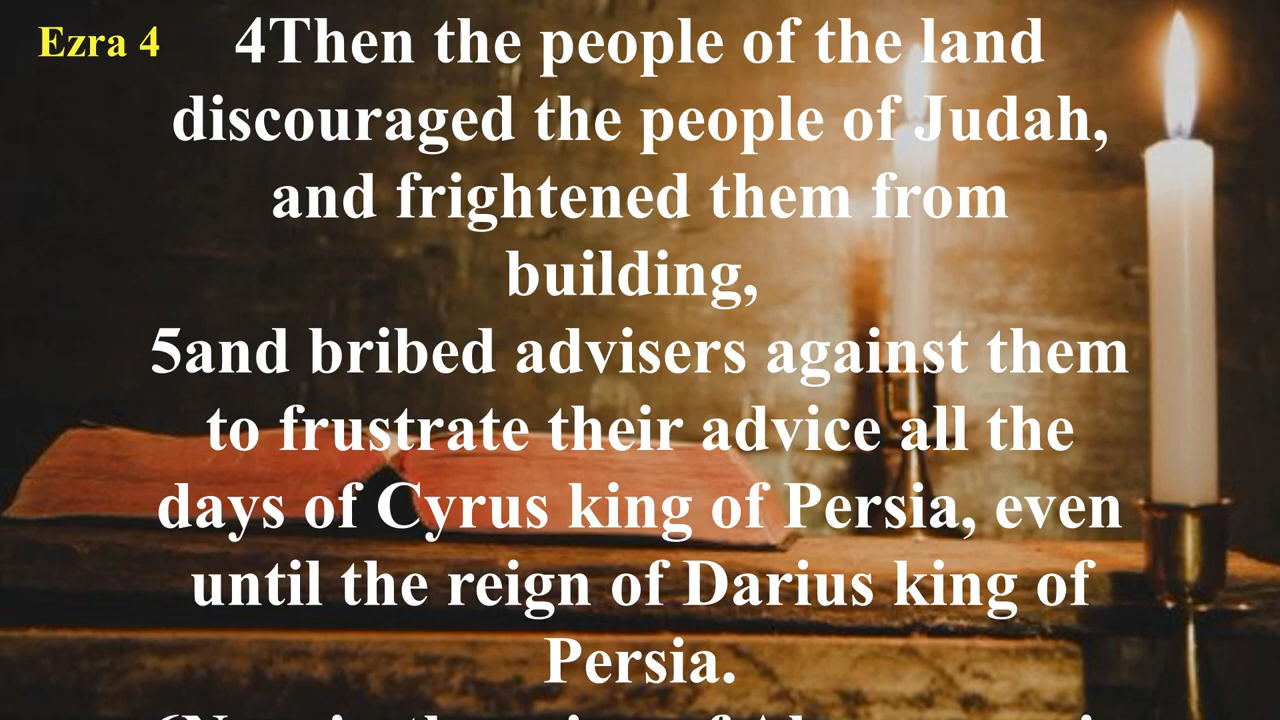 Ezra 4
4Then the people of the land
discouraged the people of Judah,
and frightened them from
building,
5and bribed advisers against them
to frustrate their advice all the
days of Cyrus king of Persia, even
until the reign of Darius king of
Persia.